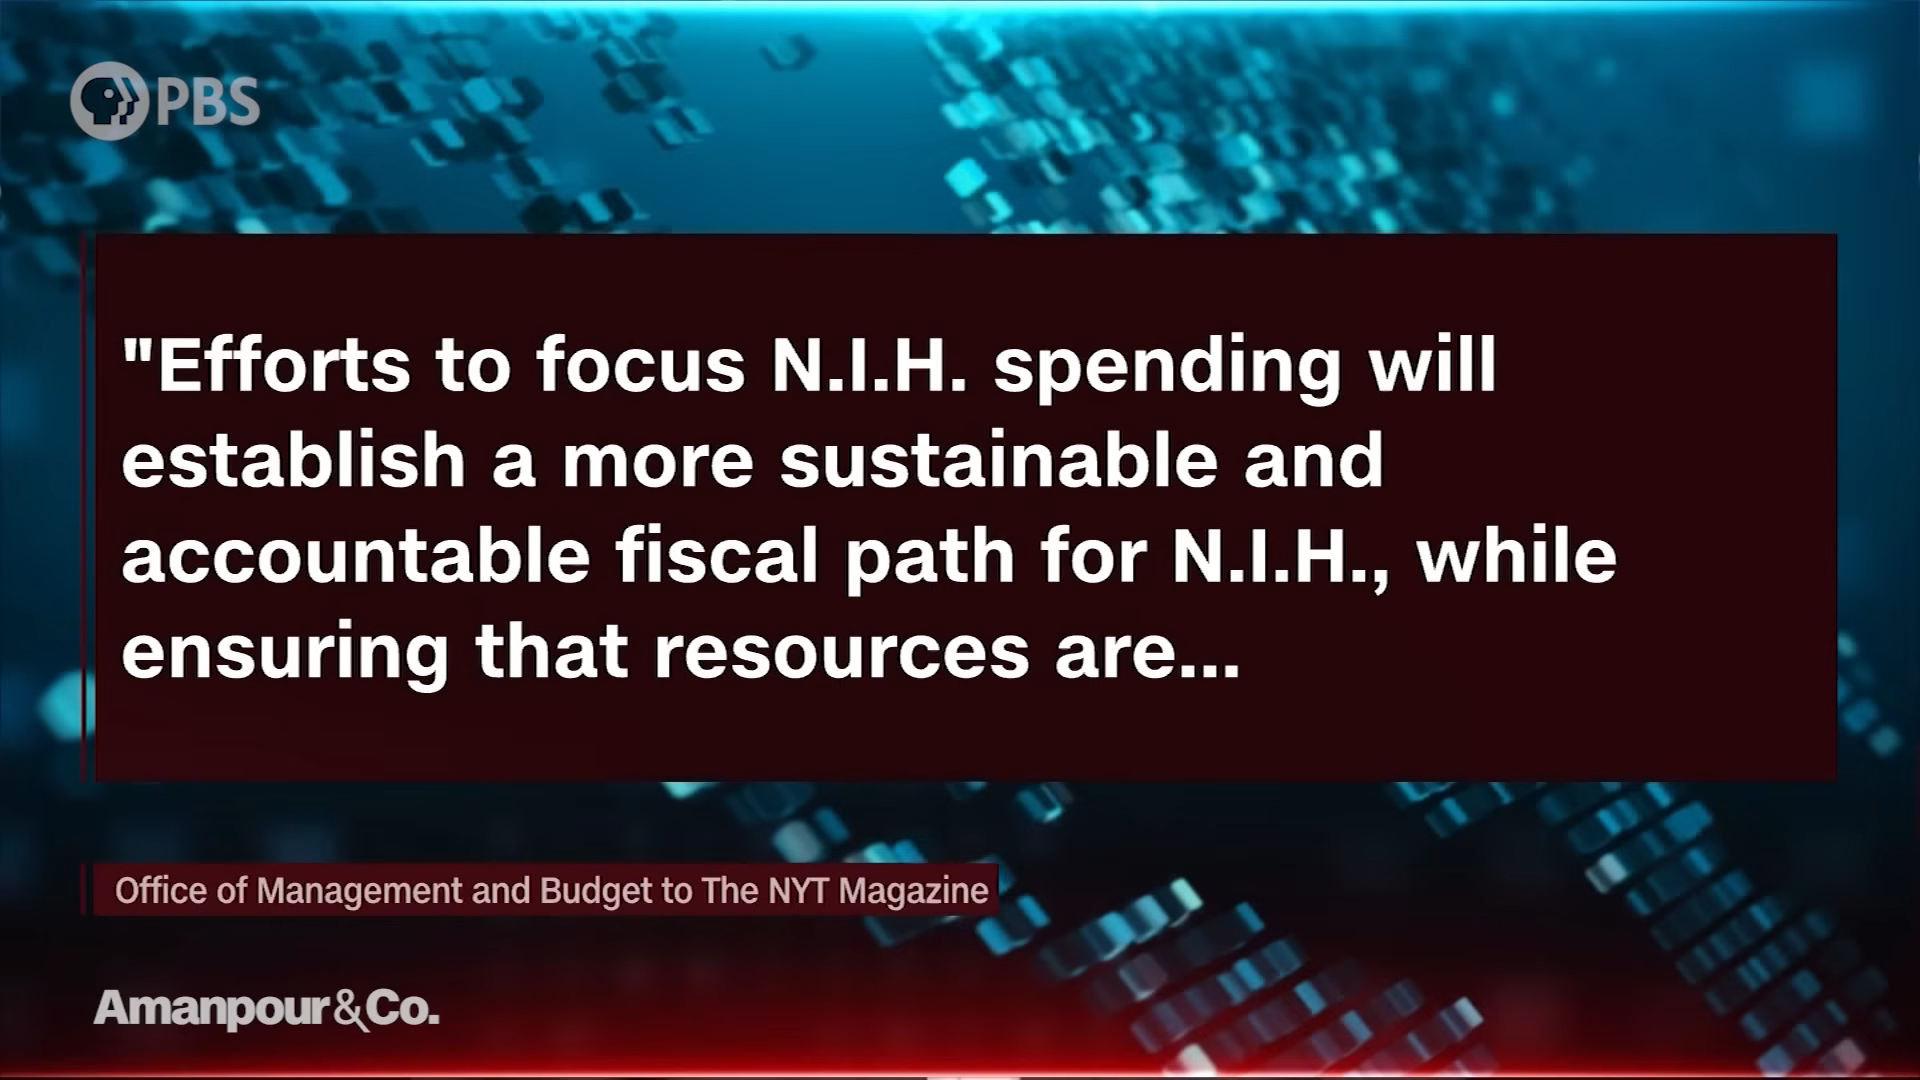 PBS
"Efforts to focus N.I.H. spending will
establish a more sustainable and
accountable fiscal path for N.I.H., while
ensuring that resources are...
Office of Management and Budget to The NYT Magazine
Amanpour&Co.